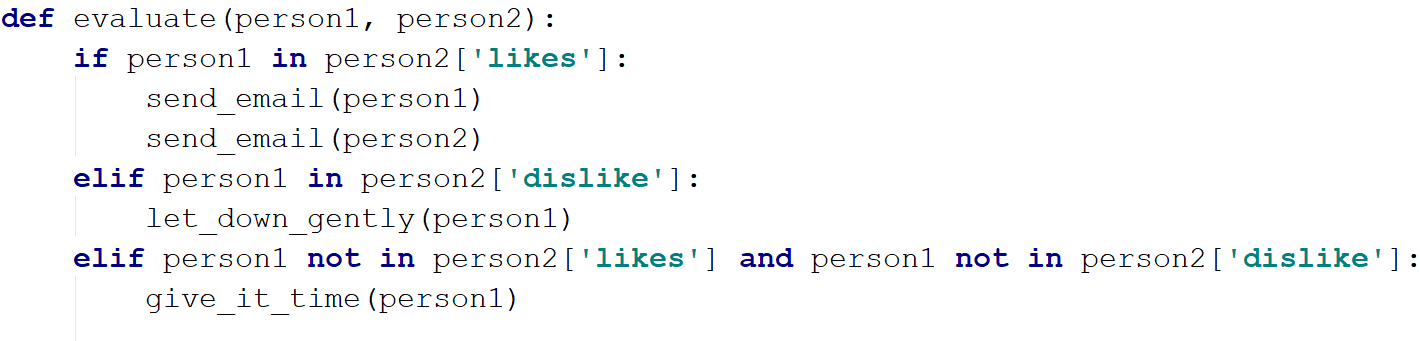 def evaluate(person1, person2):
    if person1 in person2['likes']:
        send_email(person1)
        send_email(person2)
    elif person1 in person2['dislike']:
        let_down_gently(person1)
    elif person1 not in person2['likes'] and person1 not in person2['dislike']:
        give_it_time(person1)